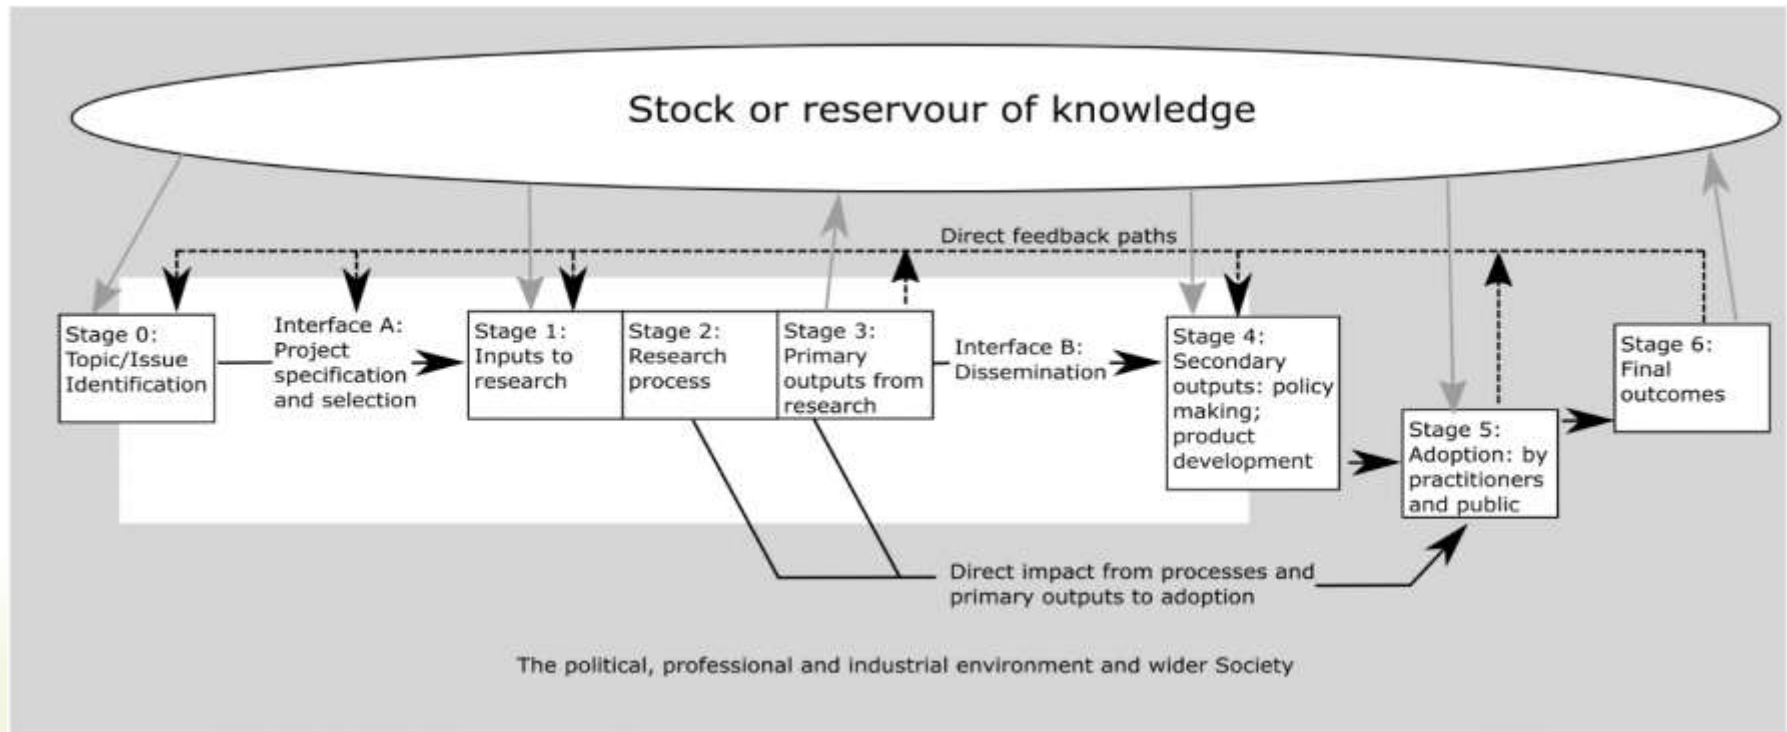 Stock or reservour of knowledge
Direct feedback paths
Stage 0:
Topic/Issue
Identification
Interface A:
Project
specification
and selection
Stage 1:
Inputs to
research
Stage 2:
Research
process
Stage 3:
Primary
outputs from
research
Interface B:
Dissemination
Stage 4:
Secondary
outputs: policy
making;
product
development
Stage 5:
Adoption: by
practitioners
and public
Stage 6:
Final
outcomes
Direct impact from processes and
primary outputs to adoption
The political, professional and industrial environment and wider Society